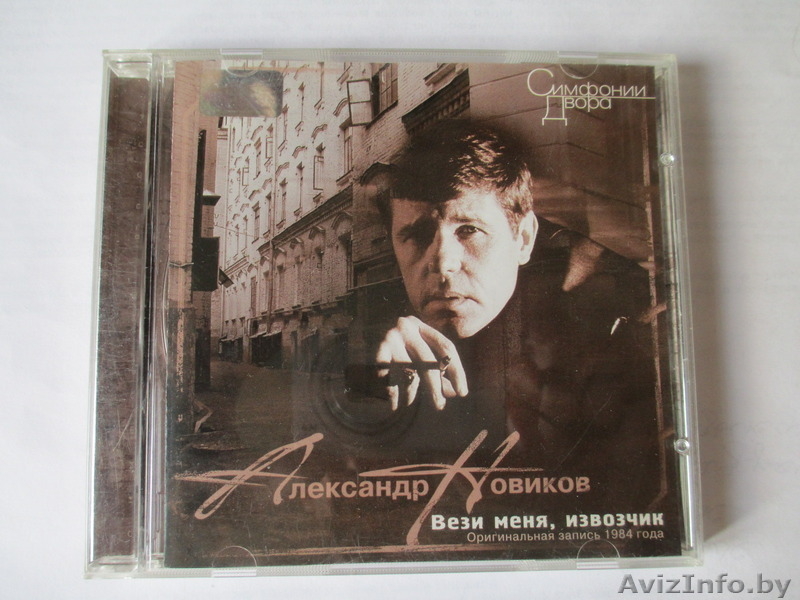 Симфонии
Двора
Александр Новиков
Вези меня, извозчик
Оригинальная запись 1984 года
AvizInfo.by